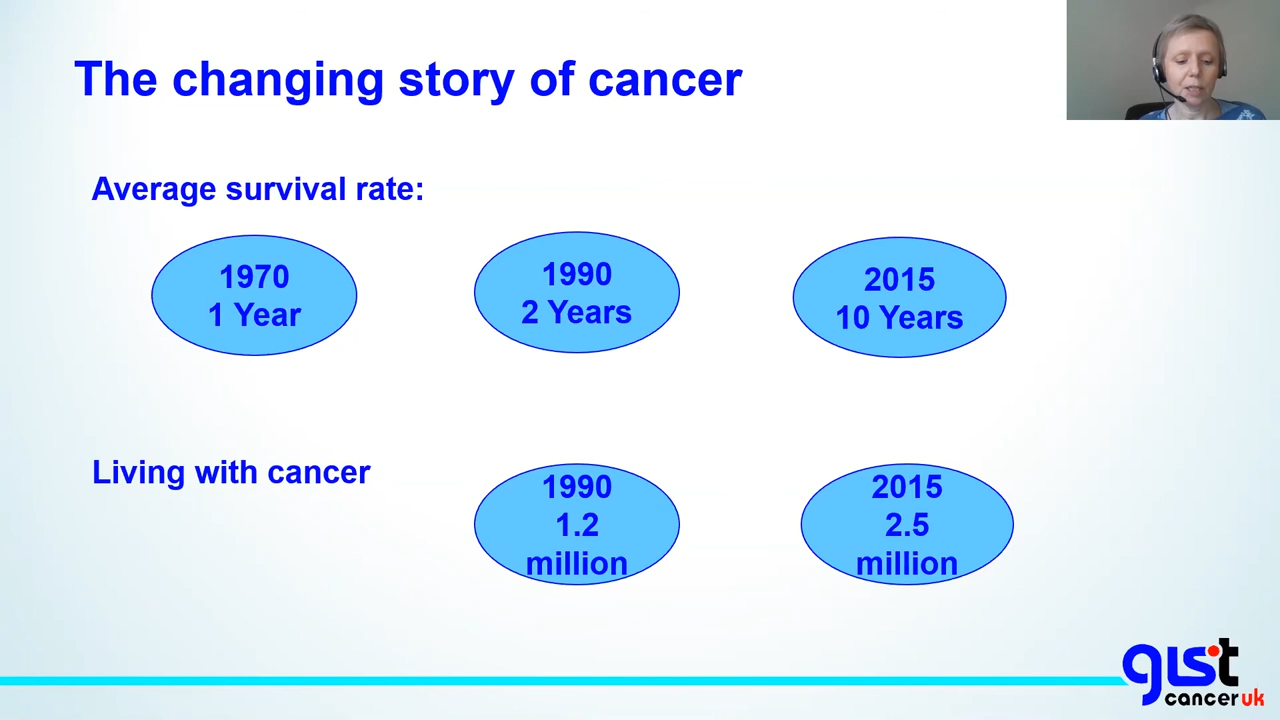 The changing story of cancer
Average survival rate:
1970
1 Year
1990
2 Years
2015
10 Years
Living with cancer
1990
1.2
million
2015
2.5
million
gist
cancer uk